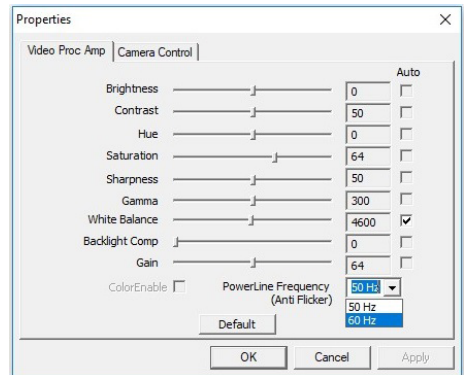 Properties
Video Proc Amp Camera Control
Auto
Brightness 0
Contrast 50
Hue 0
Saturation 64
Sharpness 50
Gamma 300
White Balance 4600
Backlight Comp 0
Gain 64
ColorEnable PowerLine Frequency 50 Hz
(Anti Flicker)
50 Hz
60 Hz
Default
OK Cancel Apply